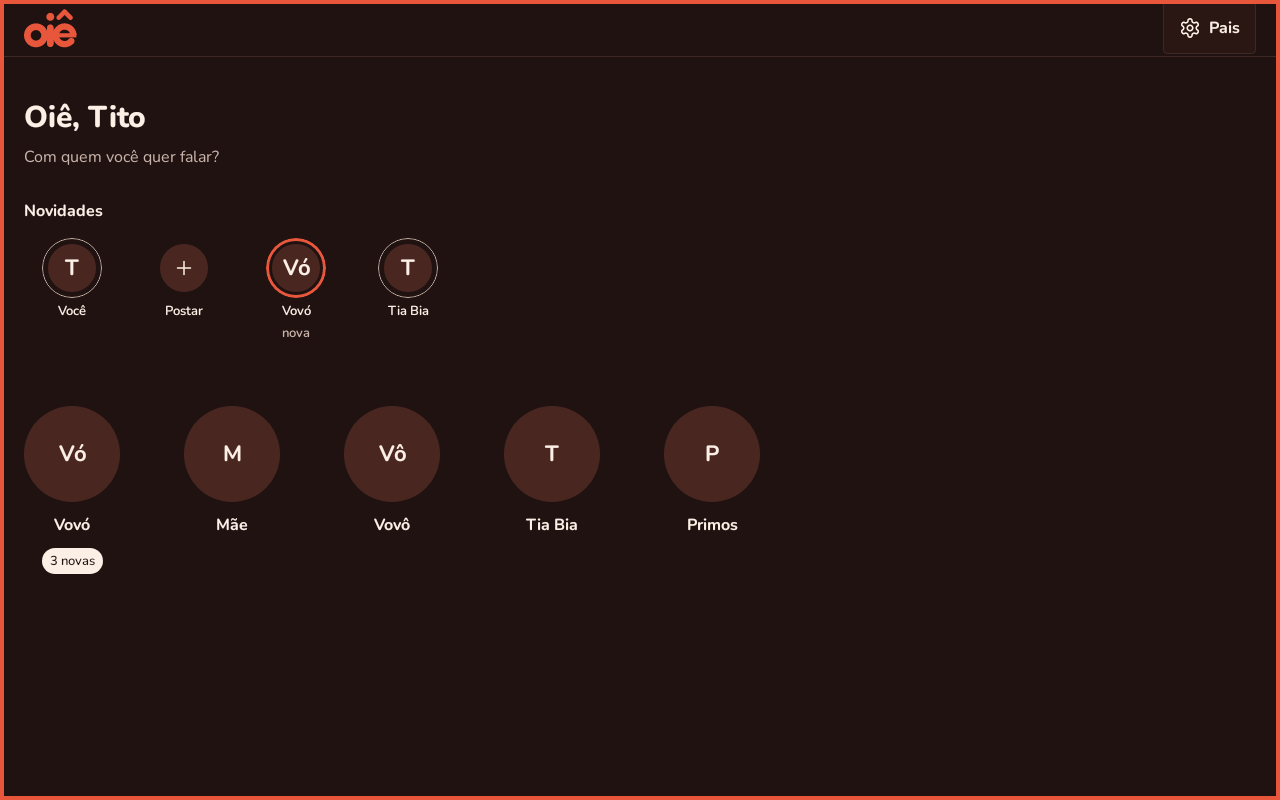 oiê
Pais
Oiê, Tito
Com quem você quer falar?
Novidades
T
Vó
T
Você
Postar
Vovó
Tia Bia
nova
Vó
M
Vô
T
P
Vovó
Mãe
Vovô
Tia Bia
Primos
3 novas